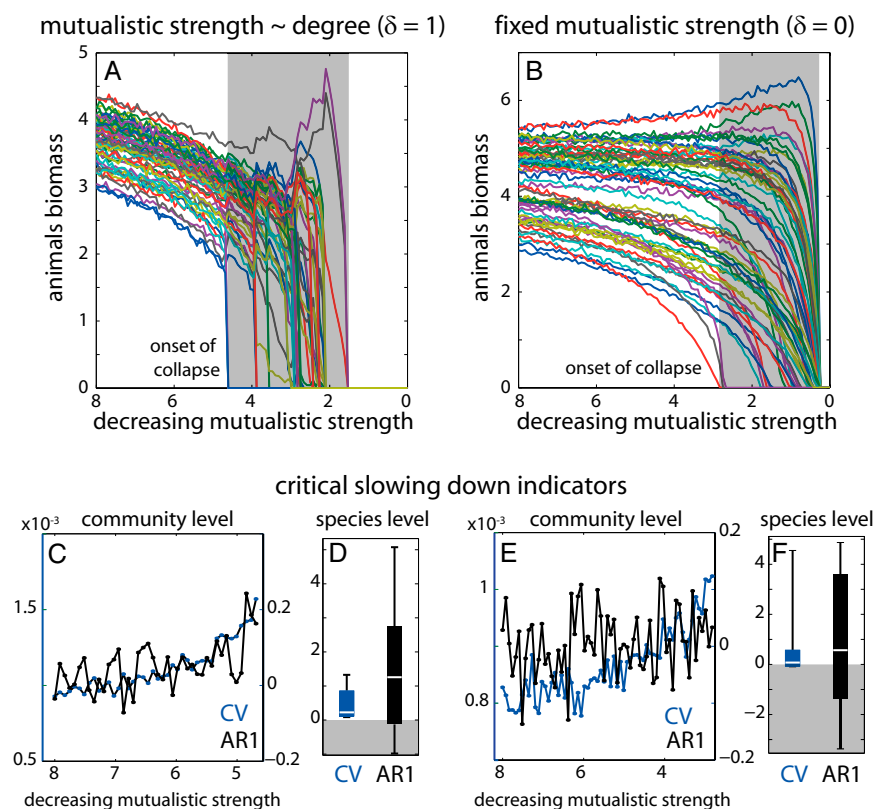 mutualistic strength ~ degree (δ = 1)
fixed mutualistic strength (δ = 0)
A
5
4
3
2
1
0
animals biomass
onset of
collapse
8 6 4 2 0
decreasing mutualistic strength
B
6
4
2
0
animals biomass
onset of collapse
8 6 4 2 0
decreasing mutualistic strength
critical slowing down indicators
x10⁻³ community level
C
1.5
1
0.5
0.2
0
−0.2
CV
AR1
8 7 6 5
decreasing mutualistic strength
species level
D
4
2
0
CV AR1
x10⁻³ community level
E
1
0.8
0.2
0
−0.2
CV
AR1
8 6 4
decreasing mutualistic strength
species level
F
4
2
0
−2
CV AR1